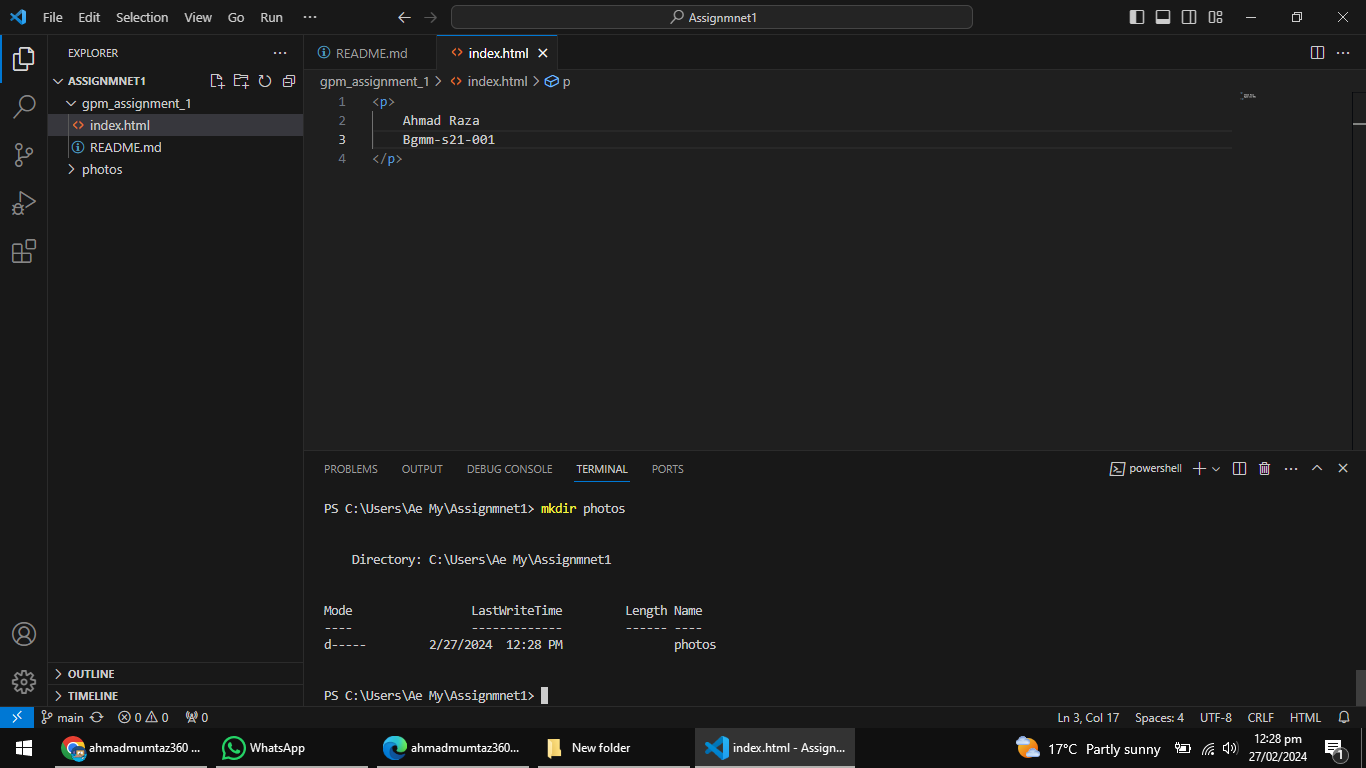 File Edit Selection View Go Run ···
Assignmnet1
EXPLORER ···
ASSIGNMNET1
gpm_assignment_1
index.html
README.md
photos
OUTLINE
TIMELINE
README.md
index.html
gpm_assignment_1 > index.html > p
1 <p>
2 Ahmad Raza
3 Bgmm-s21-001
4 </p>
PROBLEMS OUTPUT DEBUG CONSOLE TERMINAL PORTS
powershell
PS C:\Users\Ae My\Assignmnet1> mkdir photos
Directory: C:\Users\Ae My\Assignmnet1
Mode LastWriteTime Length Name
---- ------------- ------ ----
d----- 2/27/2024 12:28 PM photos
PS C:\Users\Ae My\Assignmnet1>
main 0 0 0
Ln 3, Col 17 Spaces: 4 UTF-8 CRLF HTML
ahmadmumtaz360 ...
WhatsApp
ahmadmumtaz360...
New folder
index.html - Assign...
17°C Partly sunny
12:28 pm
27/02/2024
1